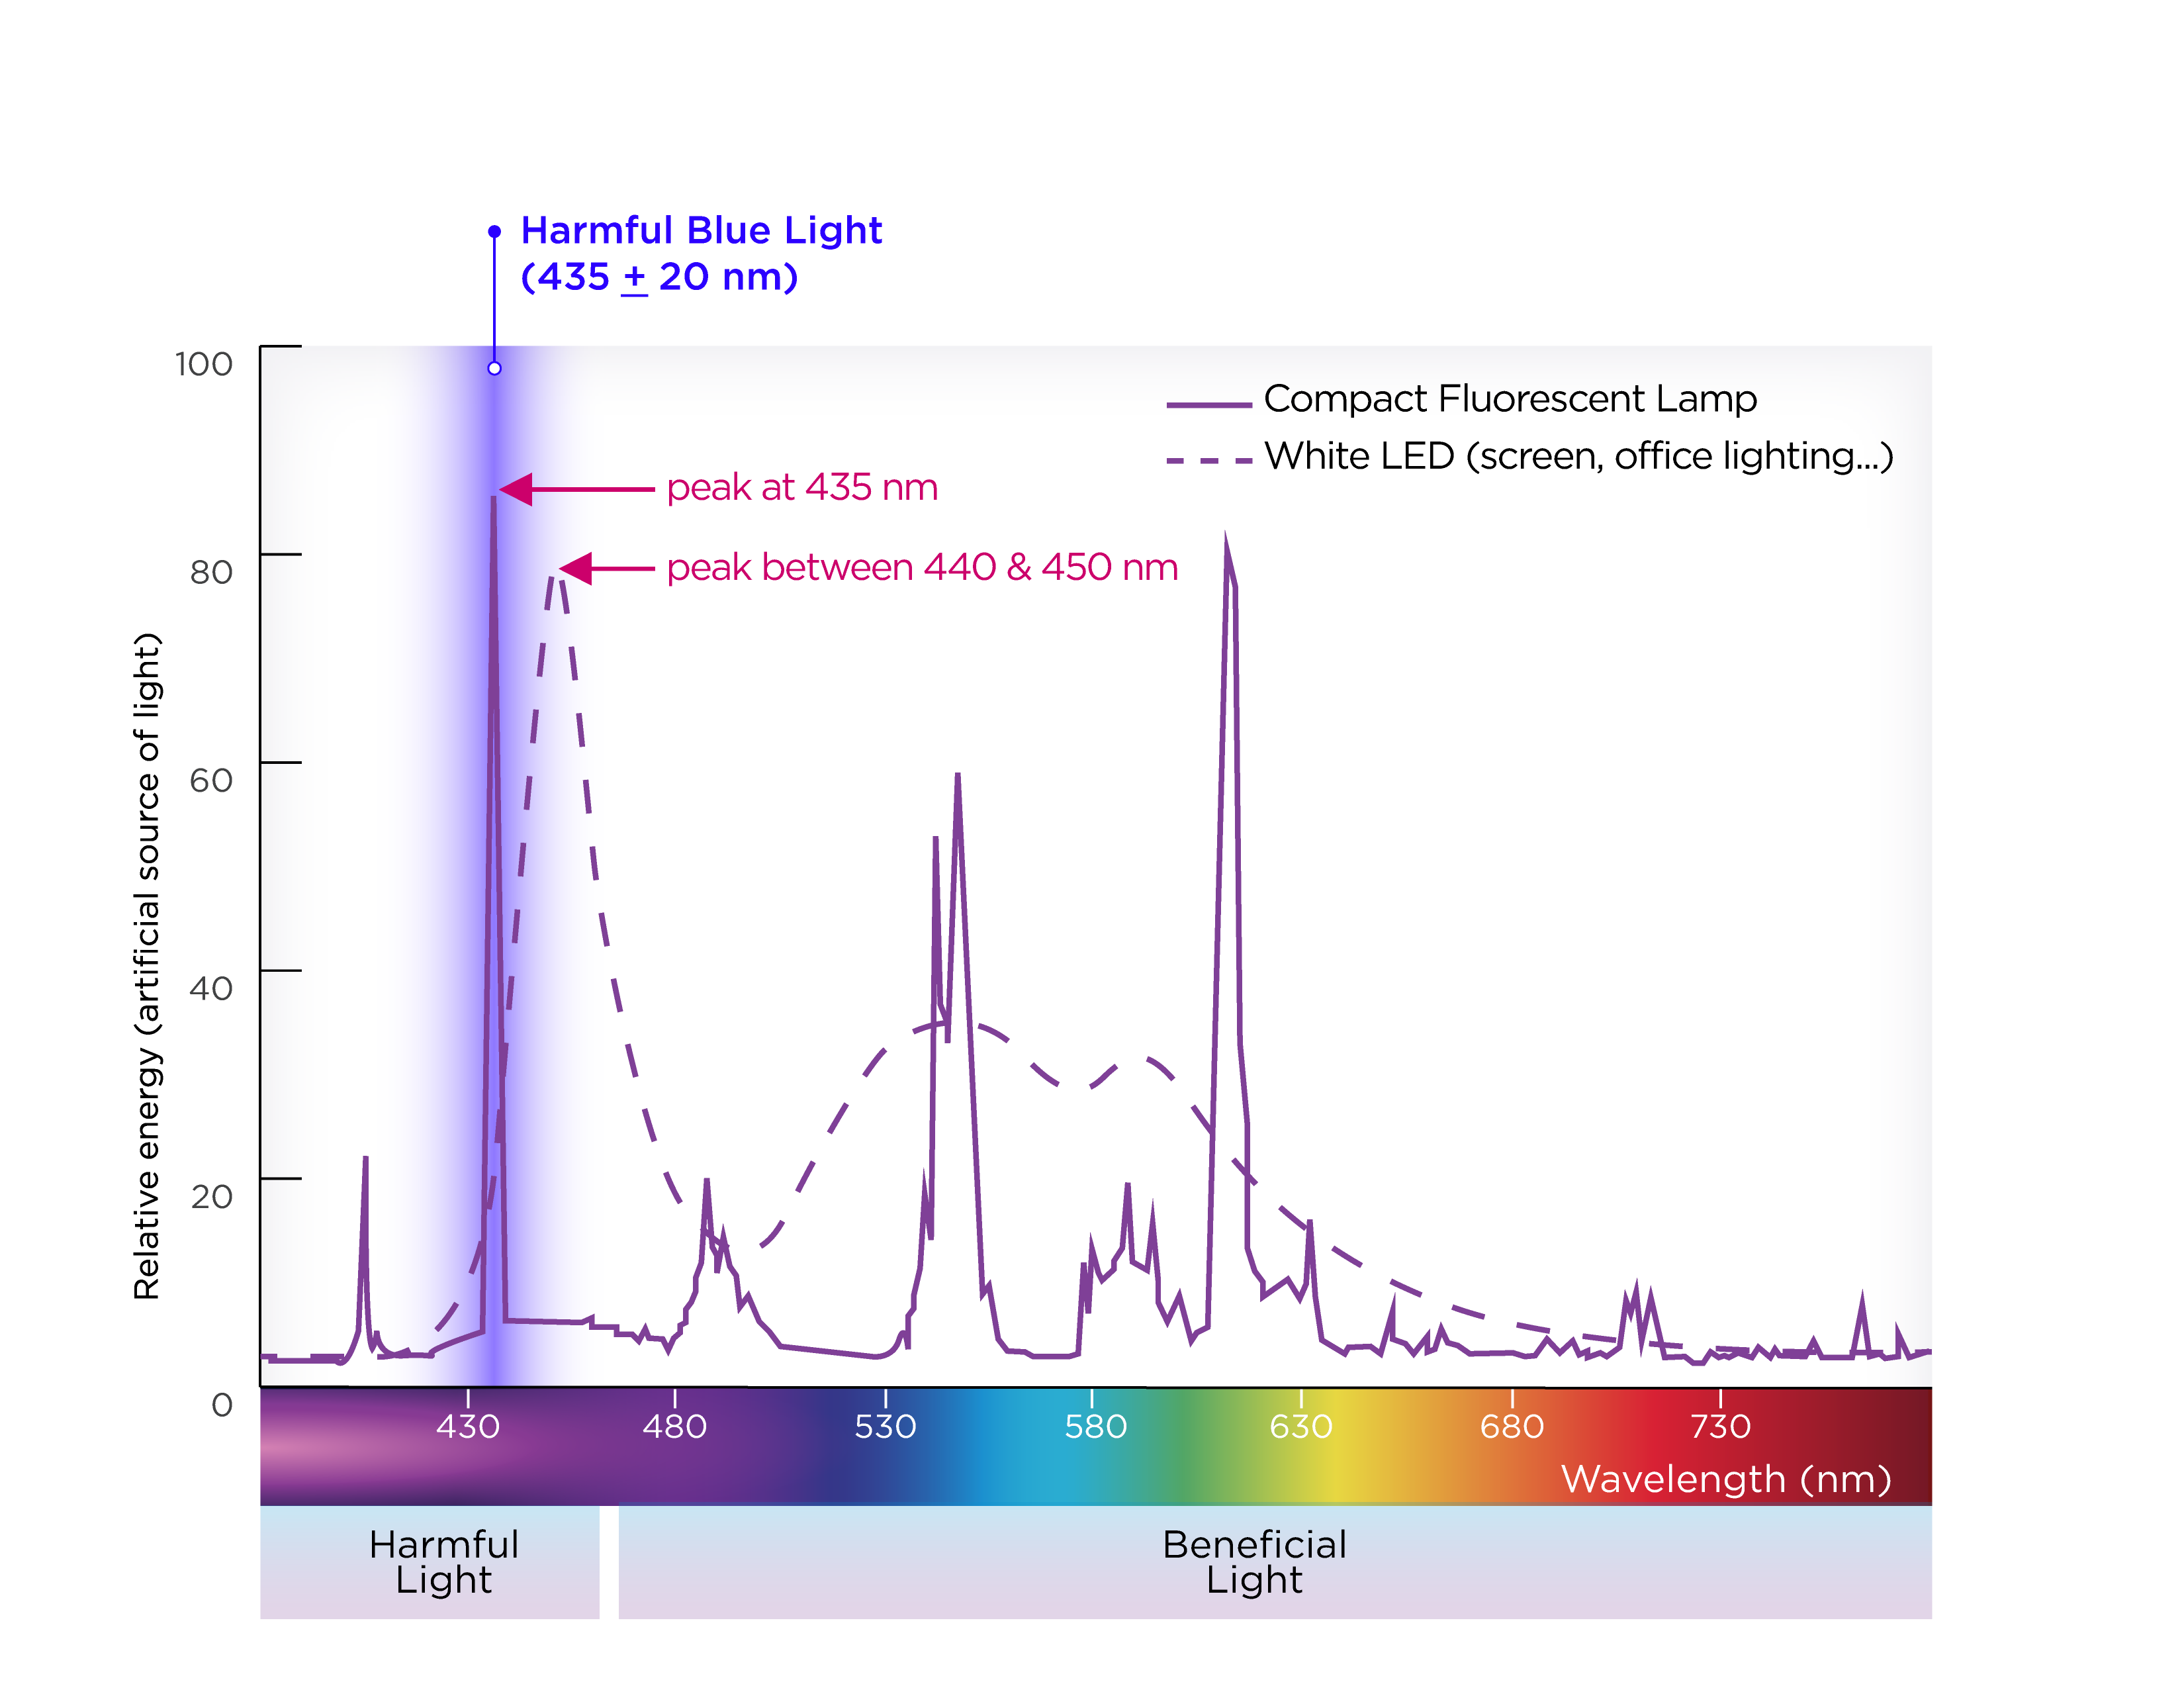 Harmful Blue Light
(435 ± 20 nm)
100
Compact Fluorescent Lamp
White LED (screen, office lighting...)
peak at 435 nm
80
peak between 440 & 450 nm
60
40
20
0
Relative energy (artificial source of light)
430 480 530 580 630 680 730
Wavelength (nm)
Harmful
Light
Beneficial
Light